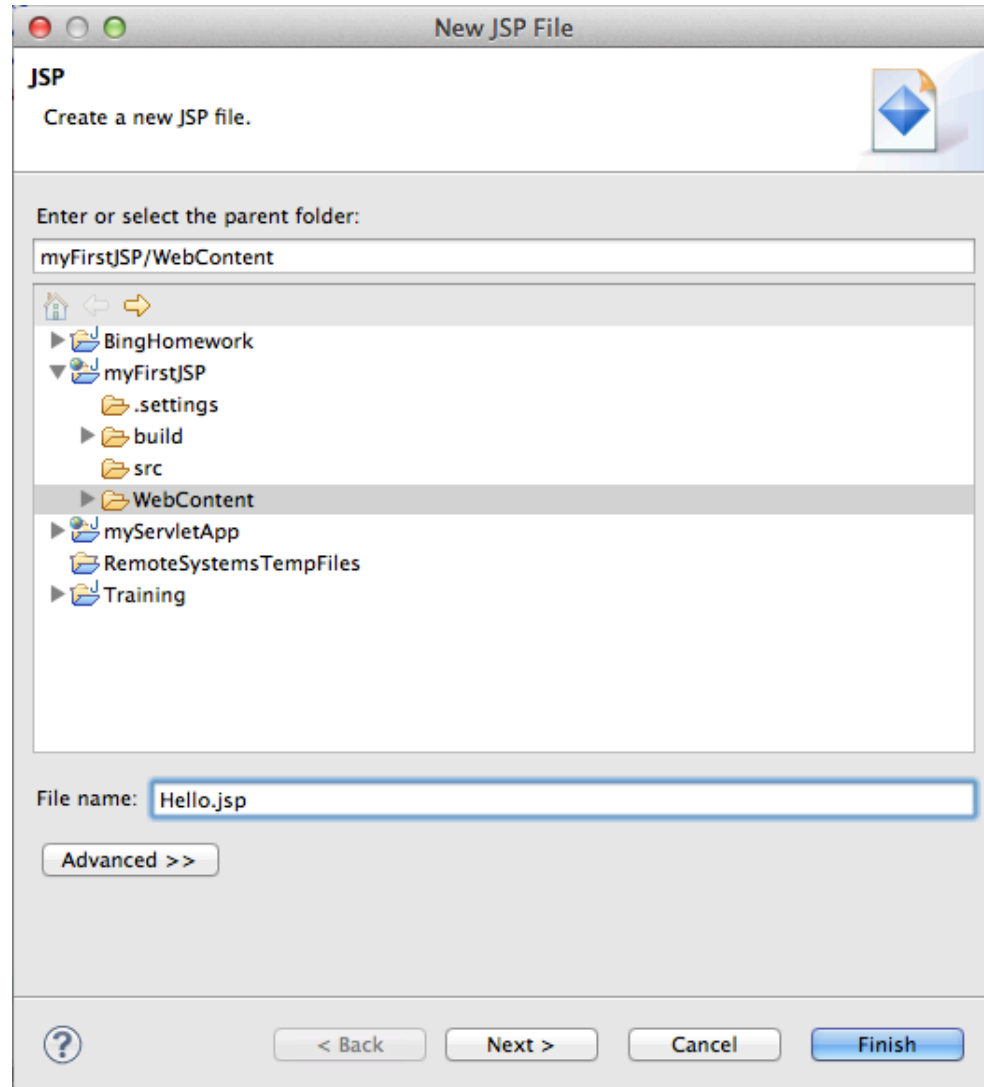 New JSP File
JSP
Create a new JSP file.
Enter or select the parent folder:
myFirstJSP/WebContent
BingHomework
myFirstJSP
.settings
build
src
WebContent
myServletApp
RemoteSystemsTempFiles
Training
File name: Hello.jsp
Advanced >>
? < Back Next > Cancel Finish